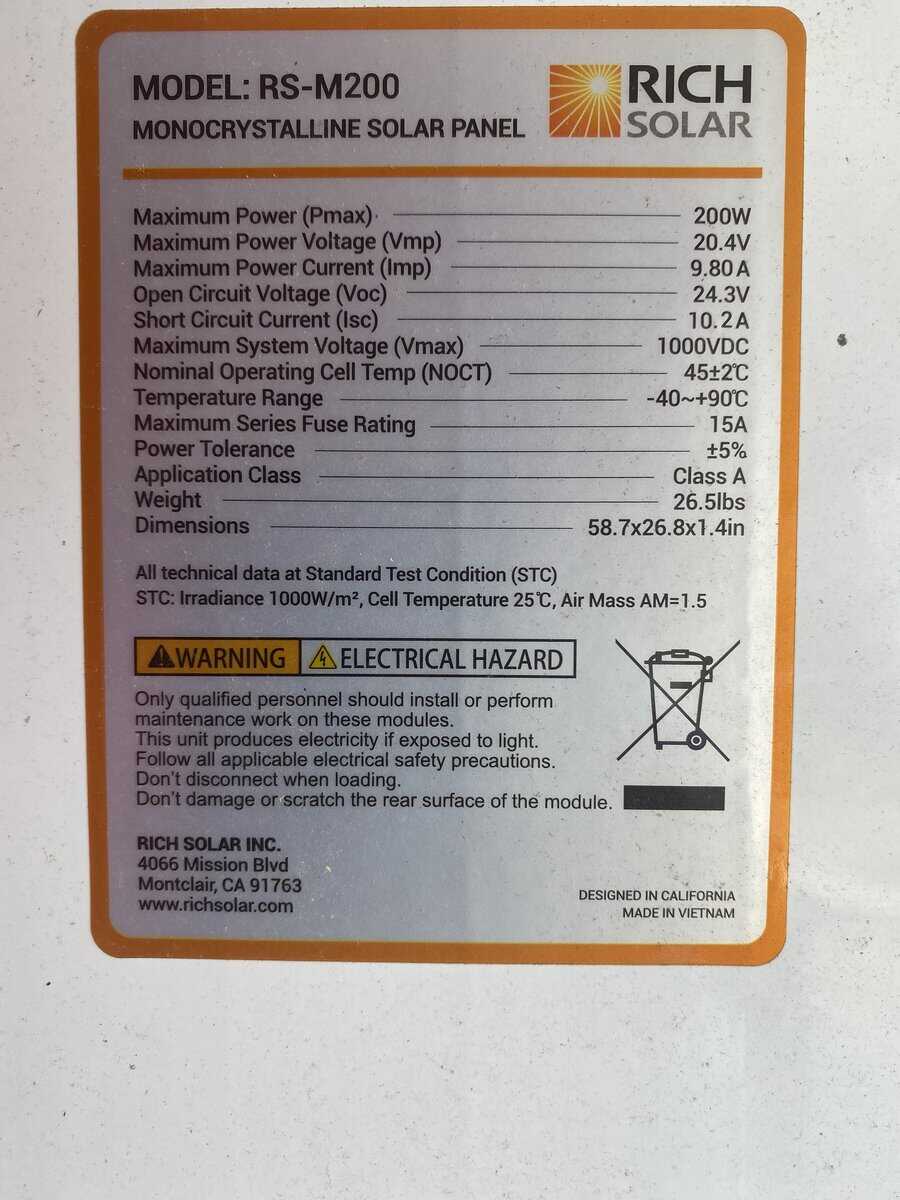 MODEL: RS-M200
MONOCRYSTALLINE SOLAR PANEL
RICH
SOLAR
Maximum Power (Pmax) 200W
Maximum Power Voltage (Vmp) 20.4V
Maximum Power Current (Imp) 9.80A
Open Circuit Voltage (Voc) 24.3V
Short Circuit Current (Isc) 10.2A
Maximum System Voltage (Vmax) 1000VDC
Nominal Operating Cell Temp (NOCT) 45±2℃
Temperature Range -40~+90℃
Maximum Series Fuse Rating 15A
Power Tolerance ±5%
Application Class Class A
Weight 26.5lbs
Dimensions 58.7x26.8x1.4in
All technical data at Standard Test Condition (STC)
STC: Irradiance 1000W/m², Cell Temperature 25℃, Air Mass AM=1.5
WARNING ELECTRICAL HAZARD
Only qualified personnel should install or perform
maintenance work on these modules.
This unit produces electricity if exposed to light.
Follow all applicable electrical safety precautions.
Don't disconnect when loading.
Don't damage or scratch the rear surface of the module.
RICH SOLAR INC.
4066 Mission Blvd
Montclair, CA 91763
www.richsolar.com
DESIGNED IN CALIFORNIA
MADE IN VIETNAM